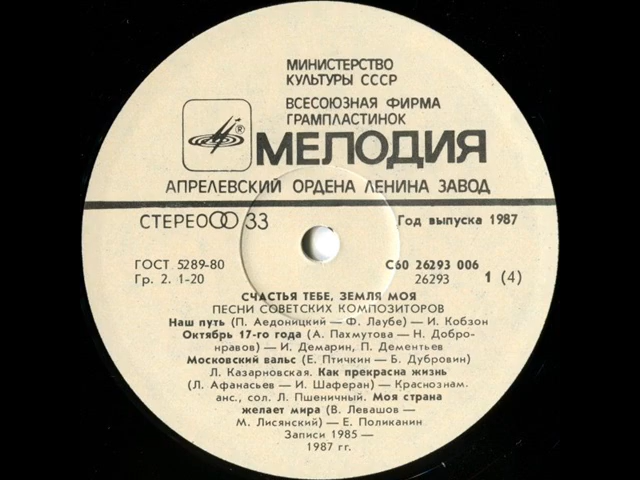 МИНИСТЕРСТВО
КУЛЬТУРЫ СССР
ВСЕСОЮЗНАЯ ФИРМА
ГРАМПЛАСТИНОК
®
МЕЛОДИЯ
АПРЕЛЕВСКИЙ ОРДЕНА ЛЕНИНА ЗАВОД
СТЕРЕО 33
Год выпуска 1987
ГОСТ 5289-80
С60 26293 006
Гр. 2. 1-20
26293 1 (4)
СЧАСТЬЯ ТЕБЕ, ЗЕМЛЯ МОЯ
ПЕСНИ СОВЕТСКИХ КОМПОЗИТОРОВ
Наш путь (П. Аедоницкий — Ф. Лаубе) — И. Кобзон
Октябрь 17-го года (А. Пахмутова — Н. Добро-
нравов) — И. Демарин, П. Дементьев
Московский вальс (Е. Птичкин — Б. Дубровин)
Л. Казарновская. Как прекрасна жизнь
(Л. Афанасьев — И. Шаферан) — Краснознам.
анс., сол. Л. Пшеничный. Моя страна
желает мира (В. Левашов —
М. Лисянский) — Е. Поликанин
Записи 1985 —
1987 гг.